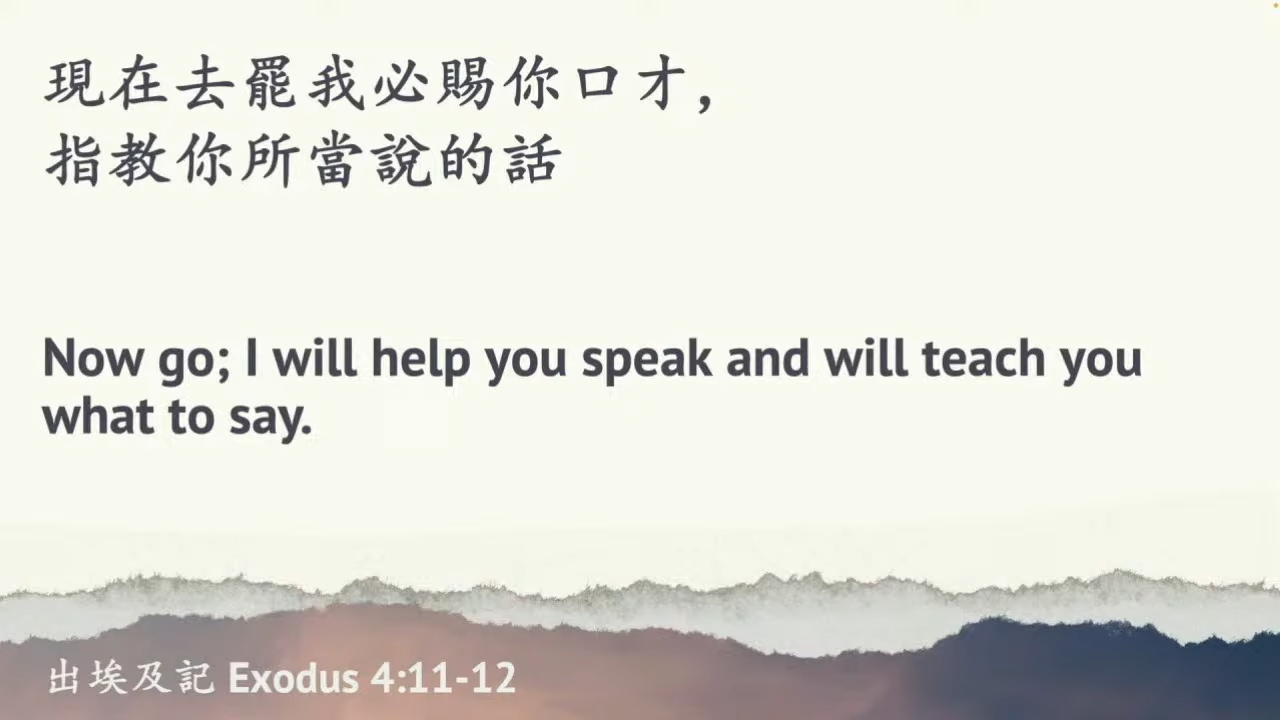 現在去罷我必賜你口才,
指教你所當說的話
Now go; I will help you speak and will teach you
what to say.
出埃及記 Exodus 4:11-12